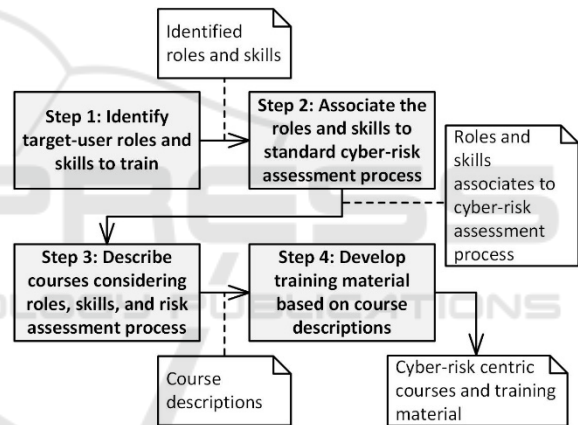 Identified
roles and skills
Step 1: Identify
target-user roles and
skills to train
Step 2: Associate the
roles and skills to
standard cyber-risk
assessment process
Roles and
skills
associates to
cyber-risk
assessment
process
Step 3: Describe
courses considering
roles, skills, and risk
assessment process
Step 4: Develop
training material
based on course
descriptions
Course
descriptions
Cyber-risk centric
courses and training
material